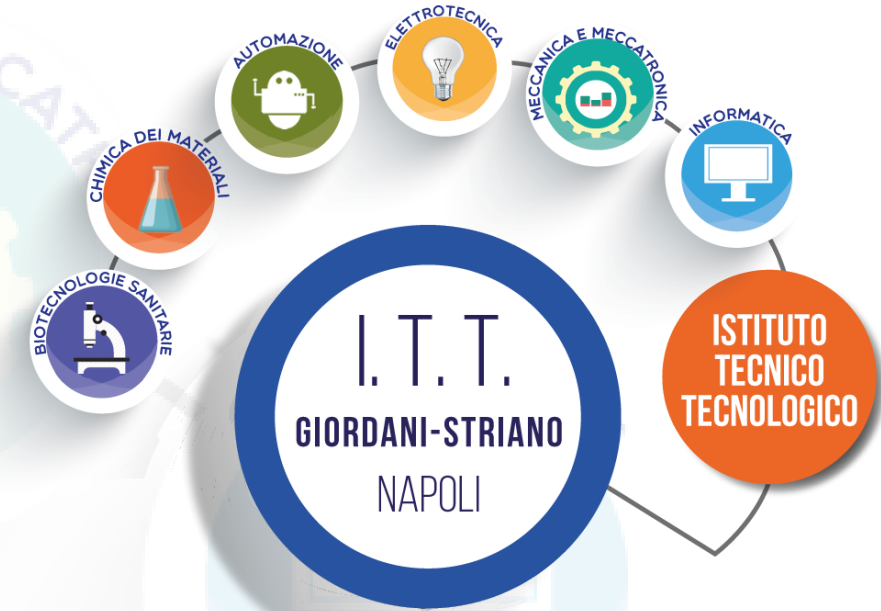 BIOTECNOLOGIE SANITARIE
CHIMICA DEI MATERIALI
AUTOMAZIONE
ELETTROTECNICA
MECCANICA E MECCATRONICA
INFORMATICA
I. T. T.
GIORDANI-STRIANO
NAPOLI
ISTITUTO
TECNICO
TECNOLOGICO